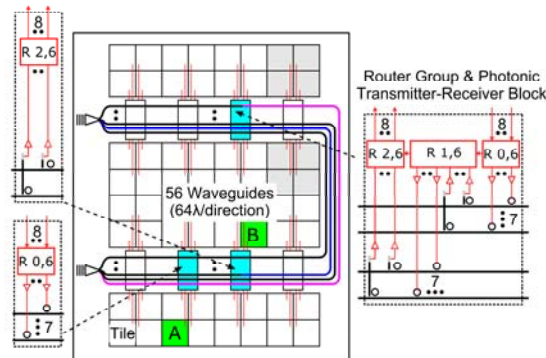 8
R 2,6
8
R 0,6
7
56 Waveguides
(64λ/direction)
B
A
Tile
Router Group & Photonic
Transmitter-Receiver Block
8
8
R 2,6
R 1,6
R 0,6
7
7